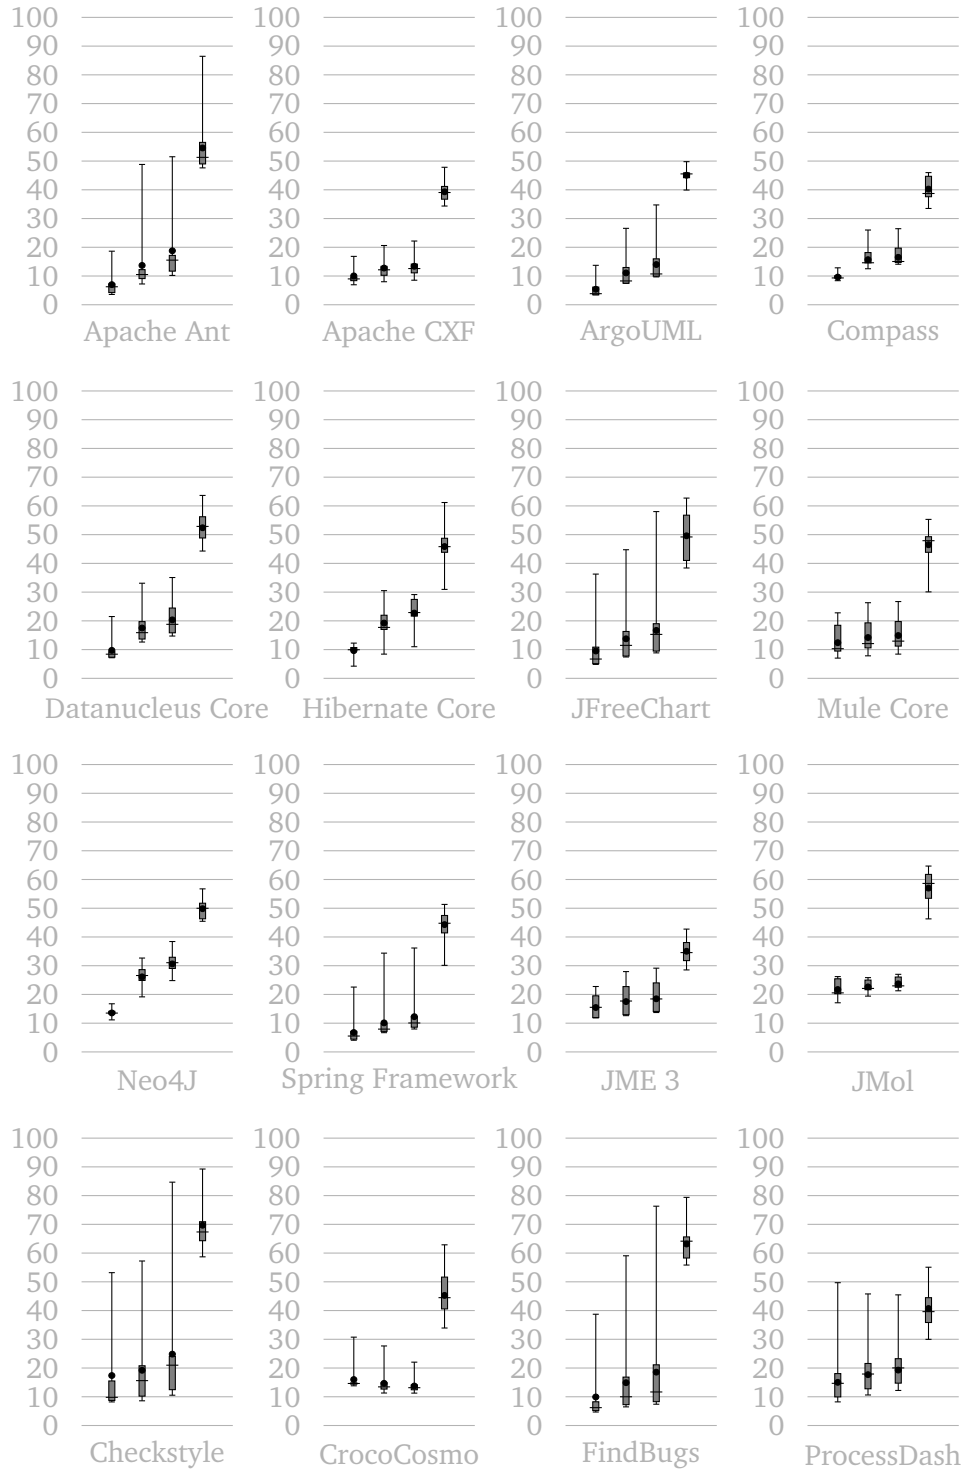 100 100 100 100
90 90 90 90
80 80 80 80
70 70 70 70
60 60 60 60
50 50 50 50
40 40 40 40
30 30 30 30
20 20 20 20
10 10 10 10
0 0 0 0
Apache Ant Apache CXF ArgoUML Compass
100 100 100 100
90 90 90 90
80 80 80 80
70 70 70 70
60 60 60 60
50 50 50 50
40 40 40 40
30 30 30 30
20 20 20 20
10 10 10 10
0 0 0 0
Datanucleus Core Hibernate Core JFreeChart Mule Core
100 100 100 100
90 90 90 90
80 80 80 80
70 70 70 70
60 60 60 60
50 50 50 50
40 40 40 40
30 30 30 30
20 20 20 20
10 10 10 10
0 0 0 0
Neo4J Spring Framework JME 3 JMol
100 100 100 100
90 90 90 90
80 80 80 80
70 70 70 70
60 60 60 60
50 50 50 50
40 40 40 40
30 30 30 30
20 20 20 20
10 10 10 10
0 0 0 0
Checkstyle CrocoCosmo FindBugs ProcessDash